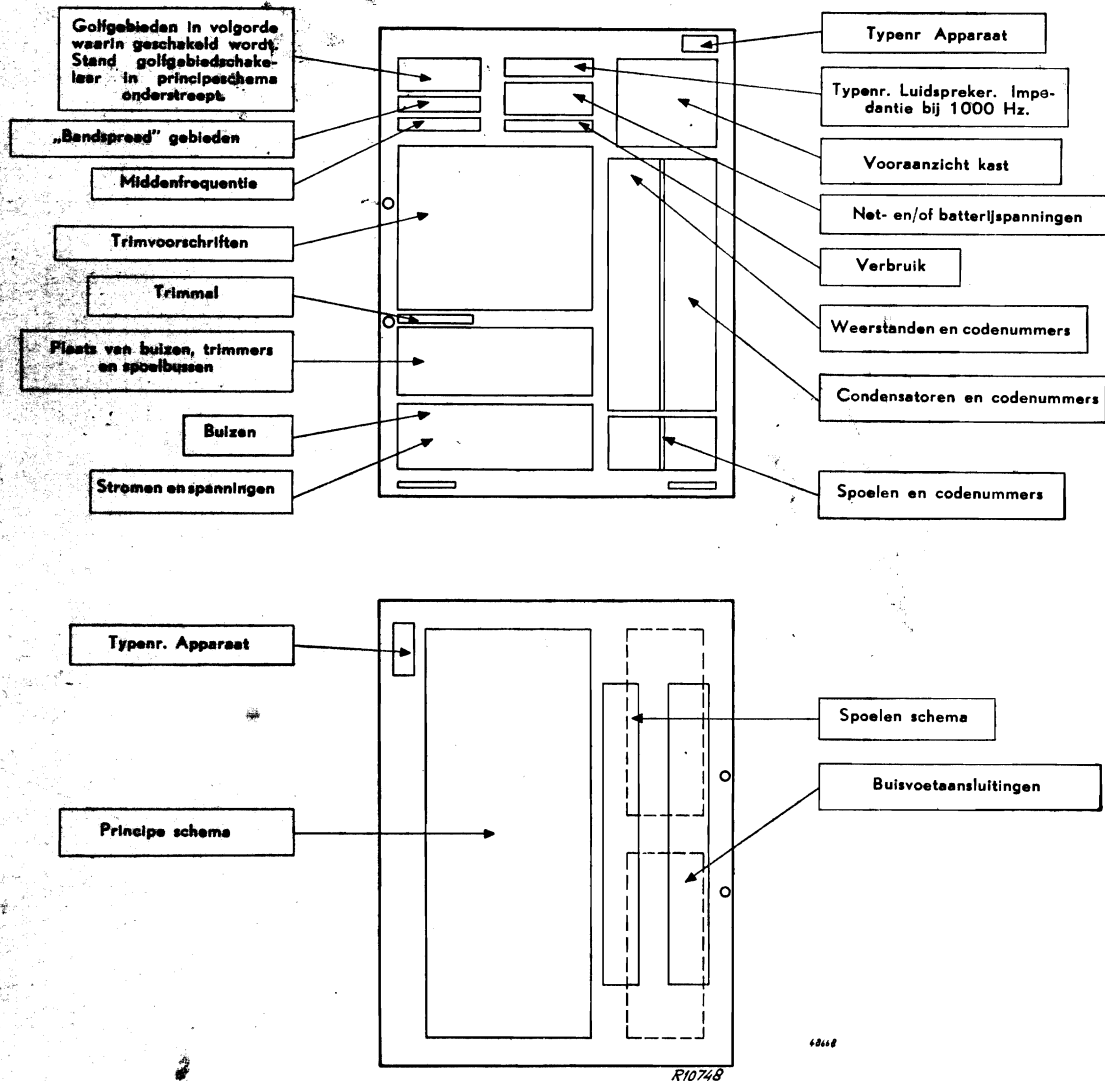 Golfgebieden in volgorde
waarin geschakeld wordt.
Stand golfgebiedschake-
laar in principeschema
onderstreept.
„Bandspread” gebieden
Middenfrequentie
Trimvoorschriften
Trimmal
Plaats van buizen, trimmers
en spoelbussen
Buizen
Stromen en spanningen
Typenr Apparaat
Typenr. Luidspreker. Impe-
dantie bij 1000 Hz.
Vooraanzicht kast
Net- en/of batterijspanningen
Verbruik
Weerstanden en codenummers
Condensatoren en codenummers
Spoelen en codenummers
Typenr. Apparaat
Principe schema
Spoelen schema
Buisvoetaansluitingen
R10748